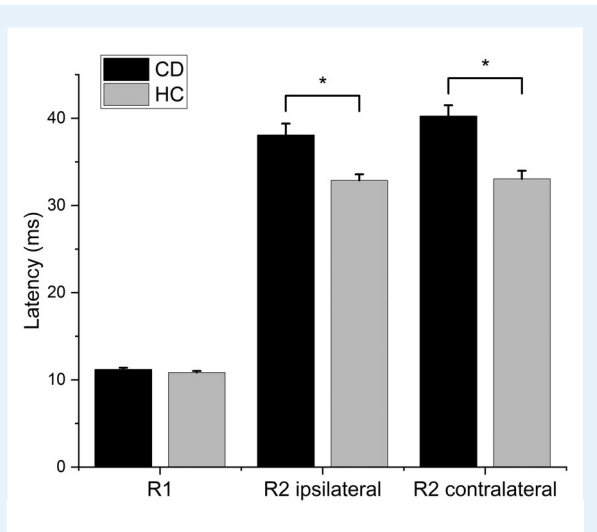 CD
HC
*
*
Latency (ms)
40
30
20
10
0
R1
R2 ipsilateral
R2 contralateral